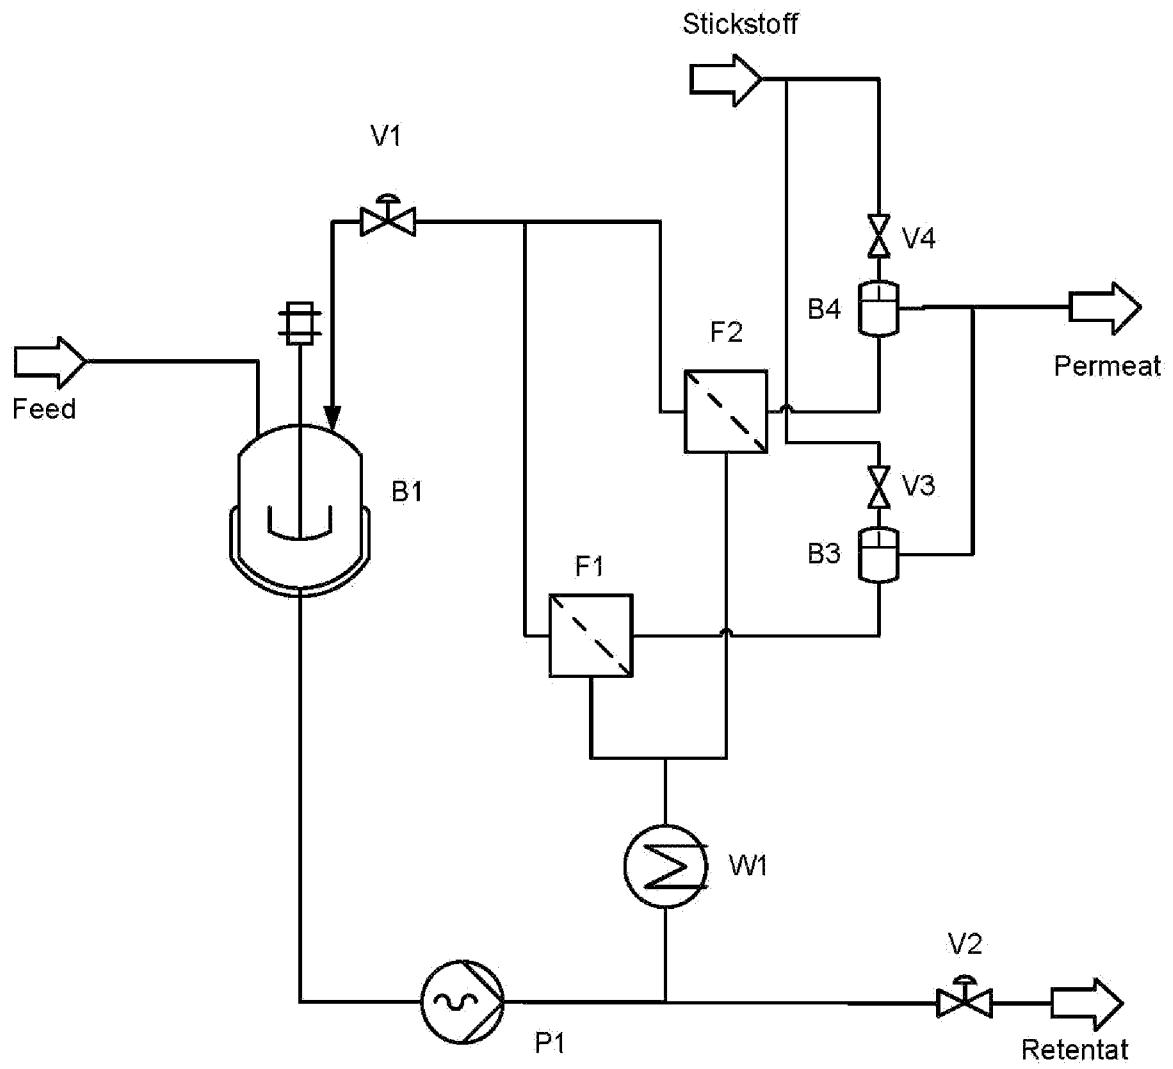 Stickstoff
V1
V4
B4
F2
Permeat
Feed
B1
V3
B3
F1
W1
V2
P1
Retentat